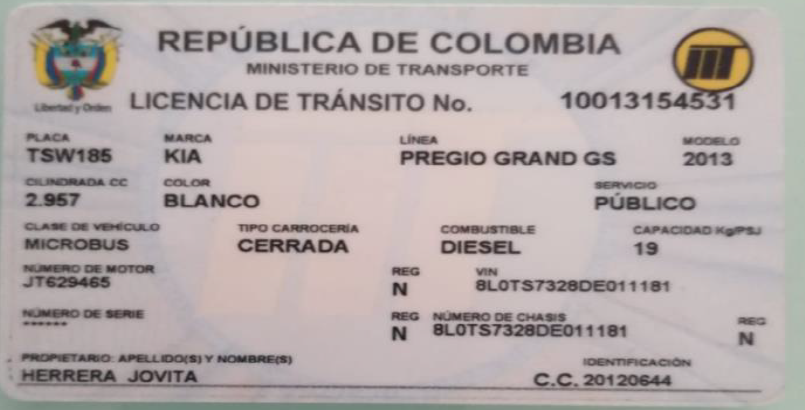 REPÚBLICA DE COLOMBIA
MINISTERIO DE TRANSPORTE
Libertad y Orden
LICENCIA DE TRÁNSITO No. 10013154531
PLACA MARCA LÍNEA MODELO
TSW185 KIA PREGIO GRAND GS 2013
CILINDRADA CC COLOR SERVICIO
2.957 BLANCO PÚBLICO
CLASE DE VEHÍCULO TIPO CARROCERÍA COMBUSTIBLE CAPACIDAD Kg/PSJ
MICROBUS CERRADA DIESEL 19
NÚMERO DE MOTOR REG VIN
JT629465 N 8L0TS7328DE011181
NÚMERO DE SERIE REG NÚMERO DE CHASIS REG
****** N 8L0TS7328DE011181 N
PROPIETARIO: APELLIDO(S) Y NOMBRE(S) IDENTIFICACIÓN
HERRERA JOVITA C.C. 20120644